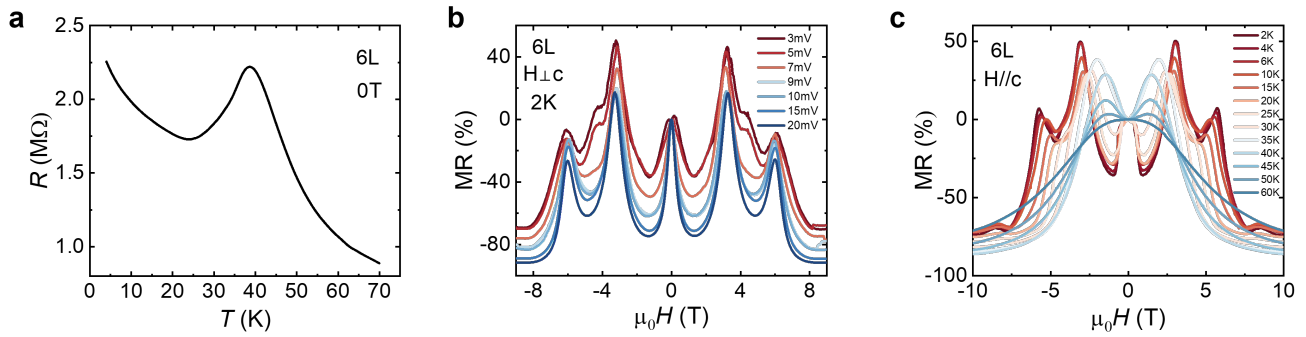 a
6L
0T
R (MΩ)
2.5
2.0
1.5
1.0
0 10 20 30 40 50 60 70
T (K)
b
6L
H⊥c
2K
3mV
5mV
7mV
9mV
10mV
15mV
20mV
MR (%)
40
0
-40
-80
-8 -4 0 4 8
μ0H (T)
c
6L
H//c
2K
4K
6K
10K
15K
20K
25K
30K
35K
40K
45K
50K
60K
MR (%)
50
0
-50
-100
-10 -5 0 5 10
μ0H (T)